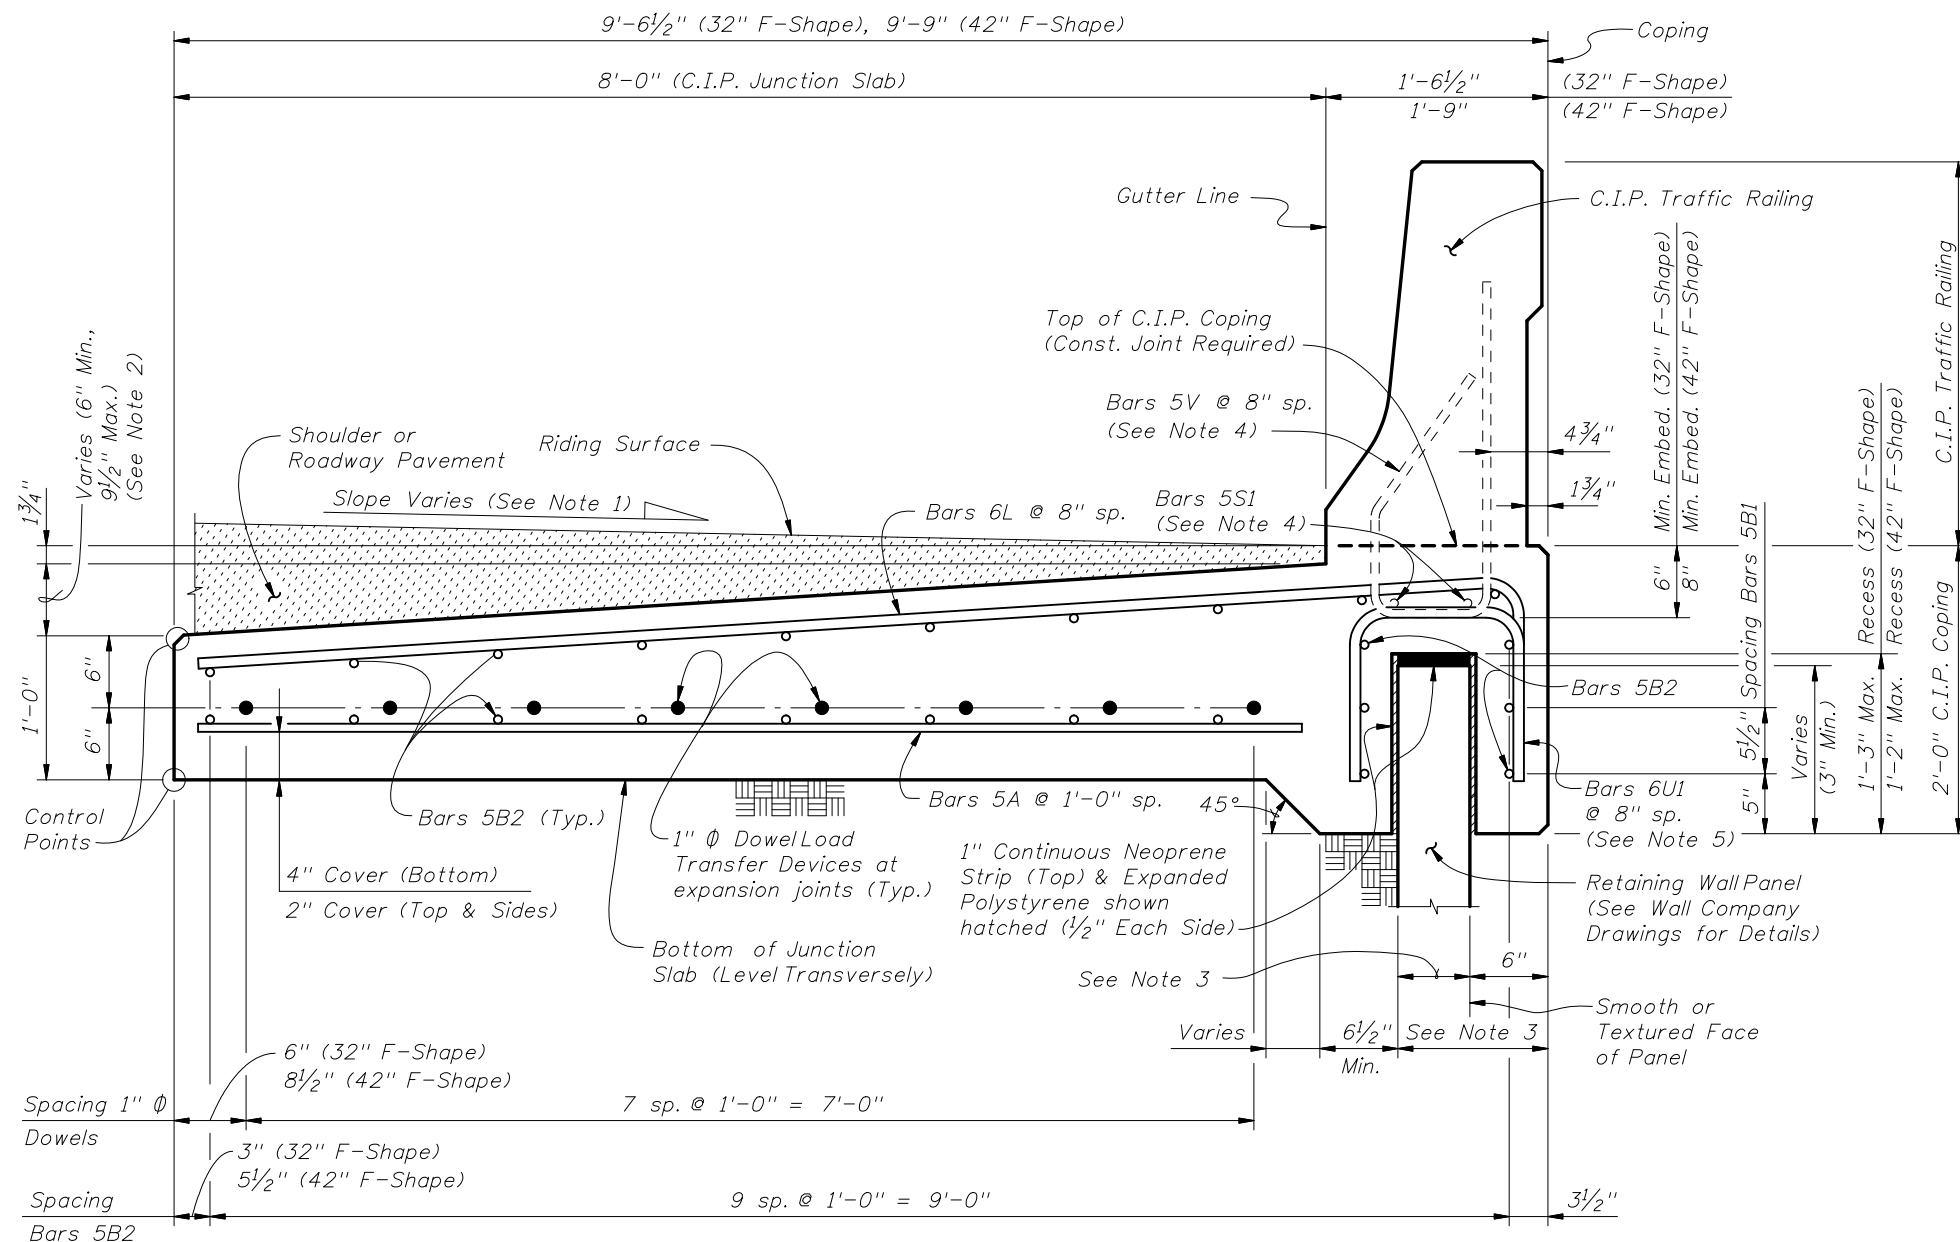 9'-6½" (32" F-Shape), 9'-9" (42" F-Shape)
Coping
8'-0" (C.I.P. Junction Slab)
1'-6½"
(32" F-Shape)
1'-9"
(42" F-Shape)
Gutter Line
C.I.P. Traffic Railing
Top of C.I.P. Coping
(Const. Joint Required)
Bars 5V @ 8" sp.
(See Note 4)
Bars 5S1
(See Note 4)
Varies (6" Min.,
9½" Max.)
(See Note 2)
1¾"
Shoulder or
Roadway Pavement
Riding Surface
Slope Varies (See Note 1)
Bars 6L @ 8" sp.
4¾"
1¾"
Min. Embed. (32" F-Shape)
Min. Embed. (42" F-Shape)
6"
8"
C.I.P. Traffic Railing
2'-0" C.I.P. Coping
1'-3" Max. Recess (32" F-Shape)
1'-2" Max. Recess (42" F-Shape)
Spacing Bars 5B1
5½"
5"
Varies
(3" Min.)
1'-0"
6"
6"
Control
Points
Bars 5B2
Bars 6U1
@ 8" sp.
(See Note 5)
Bars 5B2 (Typ.)
Bars 5A @ 1'-0" sp.
45°
1" ϕ Dowel Load
Transfer Devices at
expansion joints (Typ.)
1" Continuous Neoprene
Strip (Top) & Expanded
Polystyrene shown
hatched (½" Each Side)
4" Cover (Bottom)
2" Cover (Top & Sides)
Retaining Wall Panel
(See Wall Company
Drawings for Details)
Bottom of Junction
Slab (Level Transversely)
See Note 3
6"
Smooth or
Textured Face
of Panel
Varies
6½"
Min.
See Note 3
6" (32" F-Shape)
8½" (42" F-Shape)
Spacing 1" ϕ
Dowels
7 sp. @ 1'-0" = 7'-0"
3" (32" F-Shape)
5½" (42" F-Shape)
Spacing
Bars 5B2
9 sp. @ 1'-0" = 9'-0"
3½"